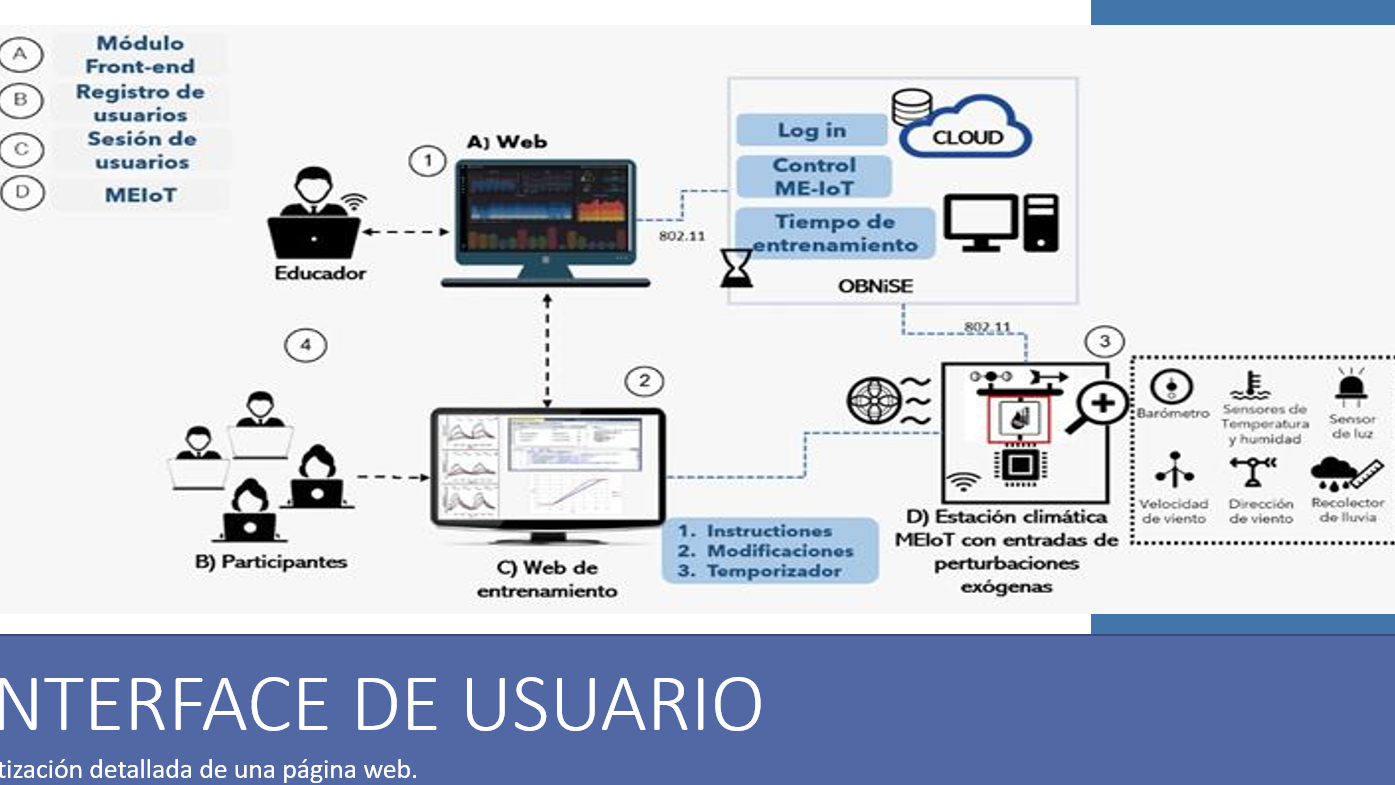 A
Módulo
Front-end
B
Registro de
usuarios
C
Sesión de
usuarios
D
MEIoT
1
A) Web
Educador
802.11
Log in
Control
ME-IoT
Tiempo de
entrenamiento
CLOUD
OBNiSE
802.11
4
B) Participantes
2
C) Web de
entrenamiento
1. Instructiones
2. Modificaciones
3. Temporizador
3
D) Estación climática
MEIoT con entradas de
perturbaciones
exógenas
Barómetro
Sensores de
Temperatura
y humedad
Sensor
de luz
Velocidad
de viento
Dirección
de viento
Recolector
de lluvia
NTERFACE DE USUARIO
tización detallada de una página web.